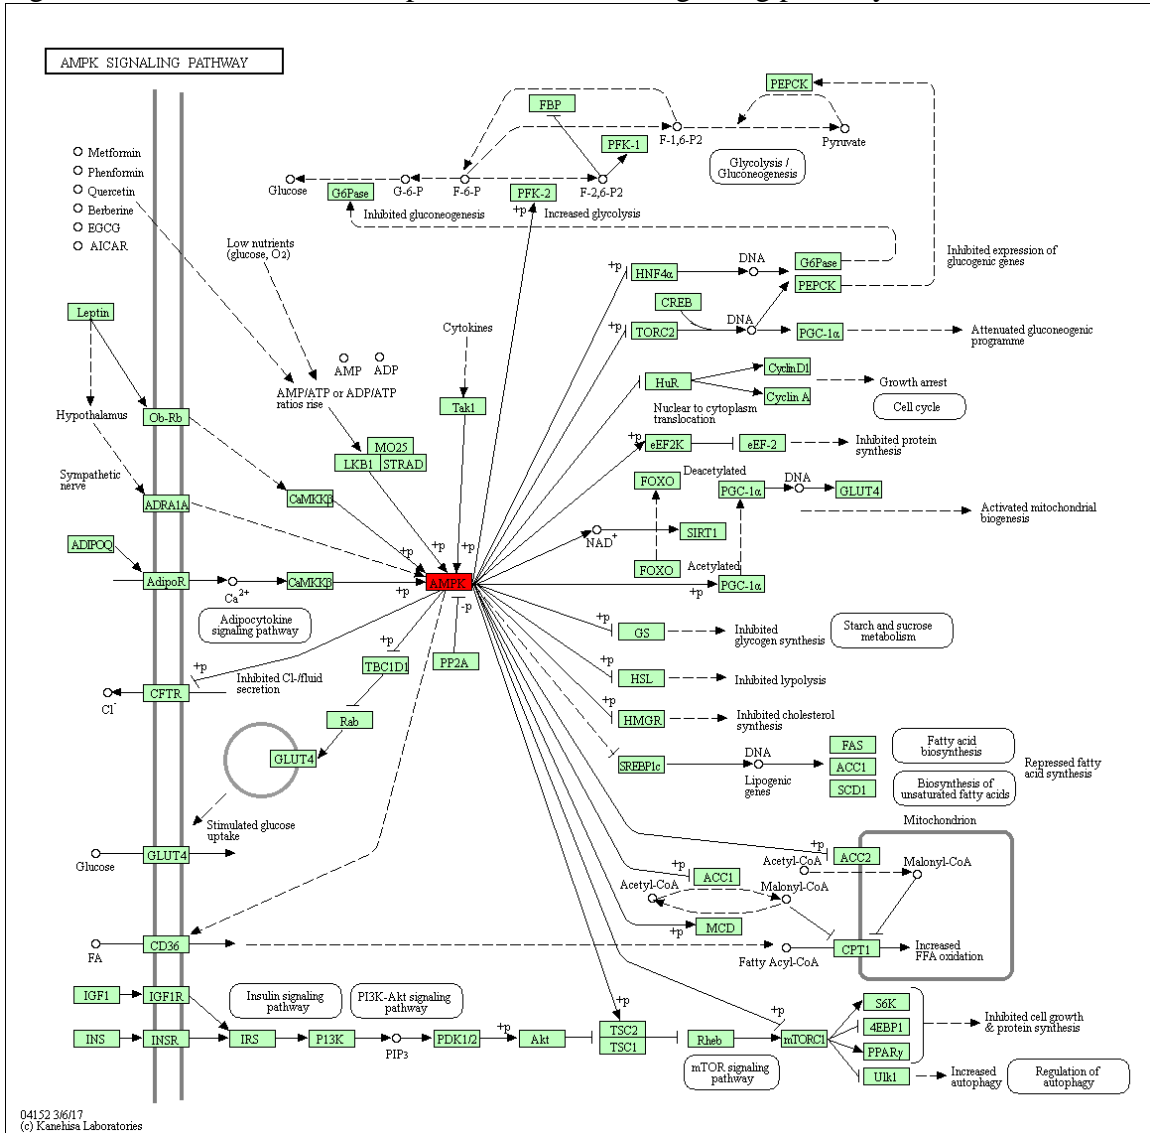 AMPK SIGNALING PATHWAY
Metformin
Phenformin
Quercetin
Berberine
EGCG
AICAR
FBP
PEPCK
F-1,6-P2
Pyruvate
PFK-1
Glycolysis /
Gluconeogenesis
Glucose
G6Pase
G-6-P
F-6-P
PFK-2
F-2,6-P2
+p
Inhibited gluconeogenesis
Increased glycolysis
Low nutrients
(glucose, O2)
+p
HNF4α
DNA
G6Pase
PEPCK
Inhibited expression of
glucogenic genes
CREB
+p
TORC2
DNA
PGC-1α
Attenuated gluconeogenic
programme
Leptin
Cytokines
AMP
ADP
AMP/ATP or ADP/ATP
ratios rise
Tak1
HuR
CyclinD1
Cyclin A
Growth arrest
Cell cycle
Nuclear to cytoplasm
translocation
Hypothalamus
Ob-Rb
MO25
LKB1
STRAD
+p
eEF2K
eEF-2
Inhibited protein
synthesis
Sympathetic
nerve
ADRA1A
CaMKKβ
FOXO
Deacetylated
PGC-1α
DNA
GLUT4
Activated mitochondrial
biogenesis
NAD+
SIRT1
ADIPOQ
+p
+p
+p
FOXO
Acetylated
PGC-1α
+p
AdipoR
Ca2+
CaMKKβ
+p
AMPK
-p
Adipocytokine
signaling pathway
+p
GS
Inhibited
glycogen synthesis
Starch and sucrose
metabolism
+p
TBC1D1
PP2A
+p
HSL
Inhibited lypolysis
+p
Inhibited Cl-/fluid
secretion
CFTR
Cl-
Rab
+p
HMGR
Inhibited cholesterol
synthesis
GLUT4
SREBP1c
DNA
Lipogenic
genes
FAS
ACC1
SCD1
Fatty acid
biosynthesis
Biosynthesis of
unsaturated fatty acids
Repressed fatty
acid synthesis
Stimulated glucose
uptake
Glucose
GLUT4
Mitochondrion
+p
ACC2
Acetyl-CoA
Malonyl-CoA
+p
ACC1
Acetyl-CoA
Malonyl-CoA
MCD
+p
FA
CD36
Fatty Acyl-CoA
CPT1
Increased
FFA oxidation
IGF1
IGF1R
Insulin signaling
pathway
PI3K-Akt signaling
pathway
INS
INSR
IRS
P13K
PIP3
PDK1/2
+p
Akt
+p
TSC2
TSC1
Rheb
+p
mTORC1
mTOR signaling
pathway
S6K
4EBP1
PPARγ
Ulk1
Inhibited cell growth
& protein synthesis
Increased
autophagy
Regulation of
autophagy
04152 3/6/17
(c) Kanehisa Laboratories